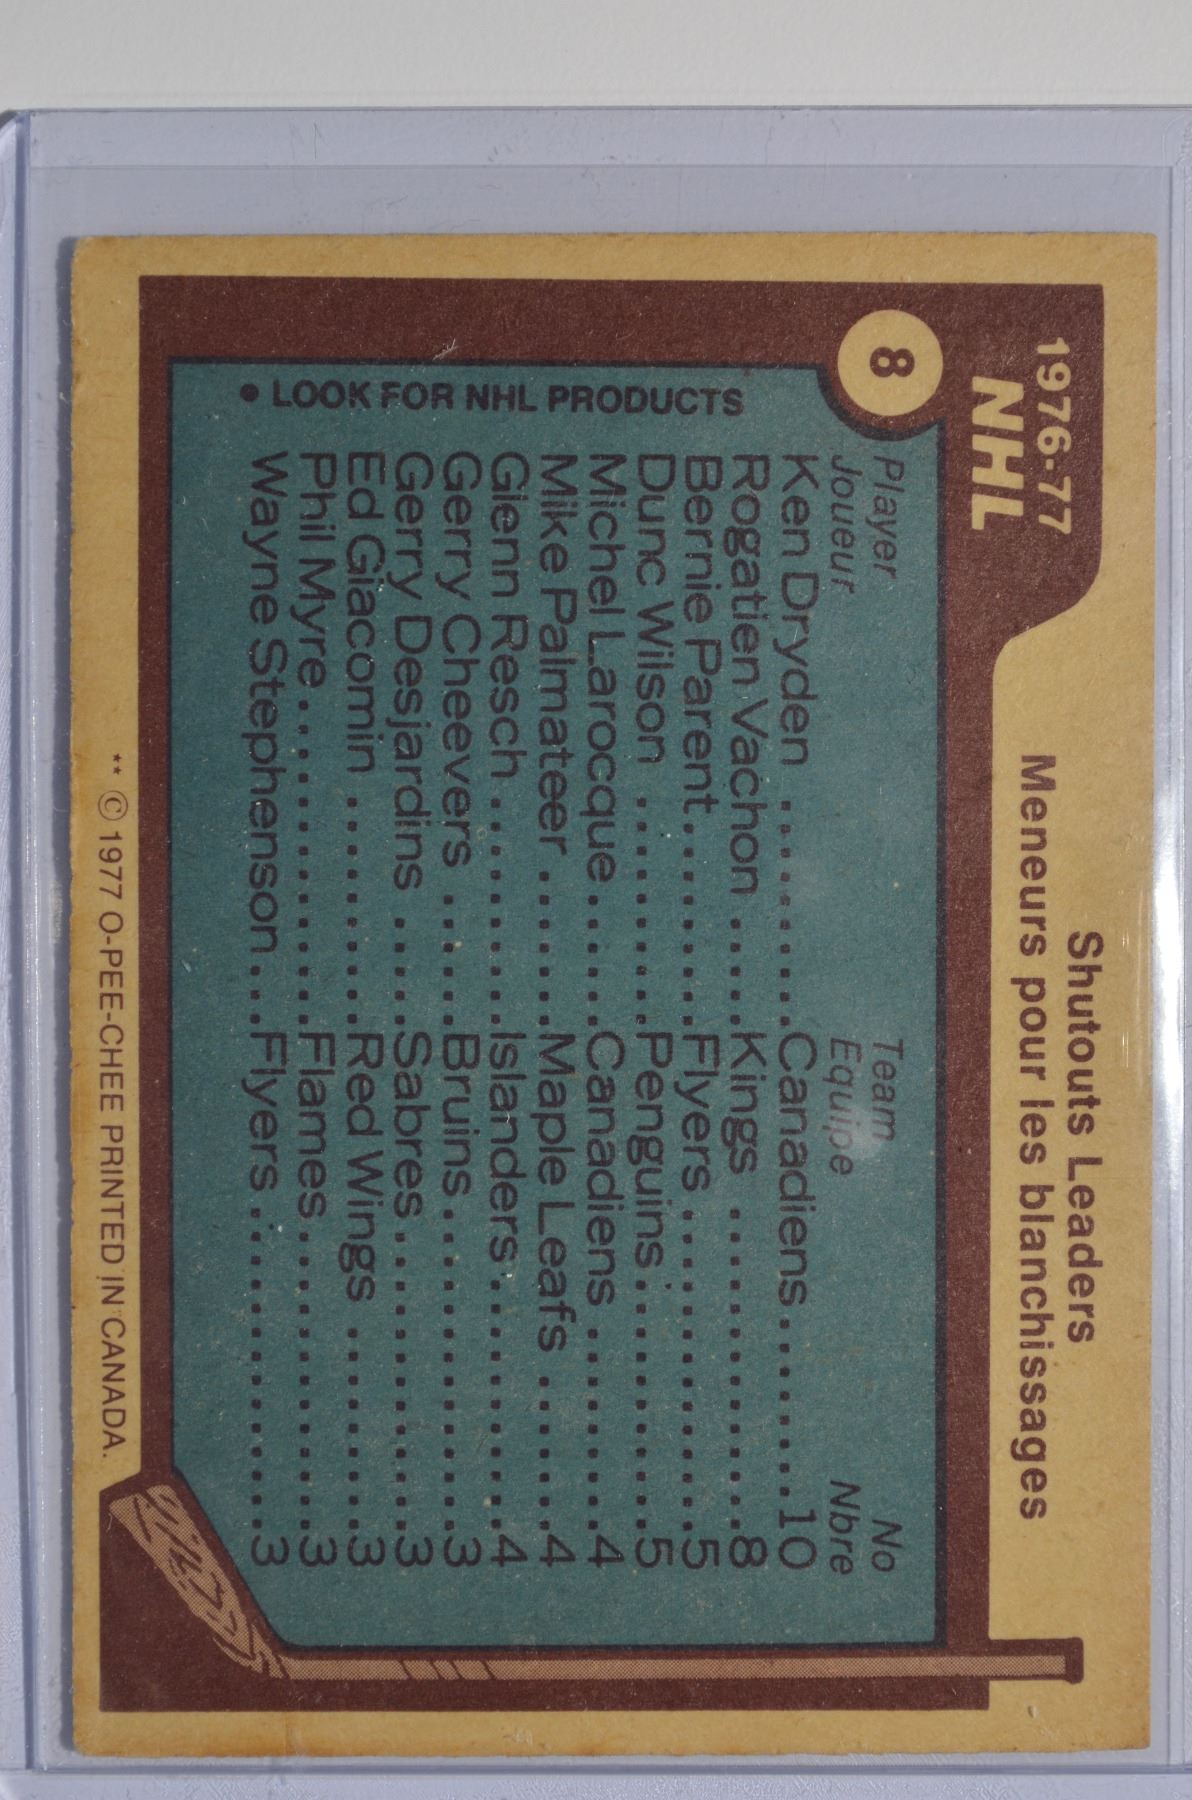 1976-77
NHL
Shutouts Leaders
Meneurs pour les blanchissages
8
Player Team No
Joueur Equipe Nbre
Ken Dryden ............Canadiens...........10
Rogatien Vachon ......Kings ................8
Bernie Parent...........Flyers................5
Dunc Wilson ............Penguins.............5
Michel Larocque........Canadiens ..........4
Mike Palmateer ........Maple Leafs ........4
Glenn Resch ............Islanders............4
Gerry Cheevers .......Bruins................3
Gerry Desjardins ......Sabres...............3
Ed Giacomin ............Red Wings ..........3
Phil Myre.................Flames...............3
Wayne Stephenson....Flyers ...............3
• LOOK FOR NHL PRODUCTS
** © 1977 O-PEE-CHEE PRINTED IN CANADA.